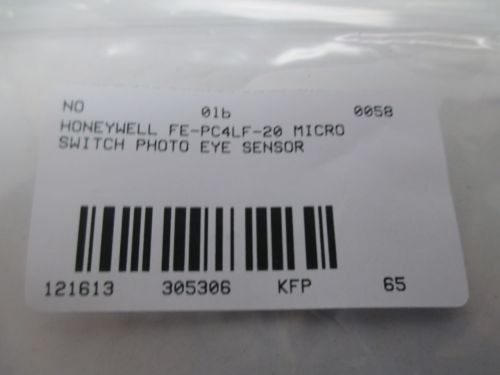 NO 01b 0058
HONEYWELL FE-PC4LF-20 MICRO
SWITCH PHOTO EYE SENSOR
121613 305306 KFP 65